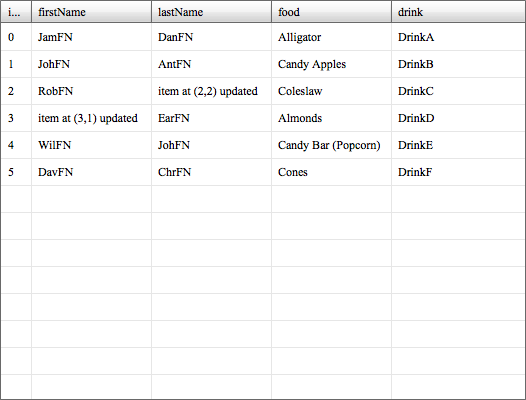 i... firstName lastName food drink
0 JamFN DanFN Alligator DrinkA
1 JohFN AntFN Candy Apples DrinkB
2 RobFN item at (2,2) updated Coleslaw DrinkC
3 item at (3,1) updated EarFN Almonds DrinkD
4 WilFN JohFN Candy Bar (Popcorn) DrinkE
5 DavFN ChrFN Cones DrinkF